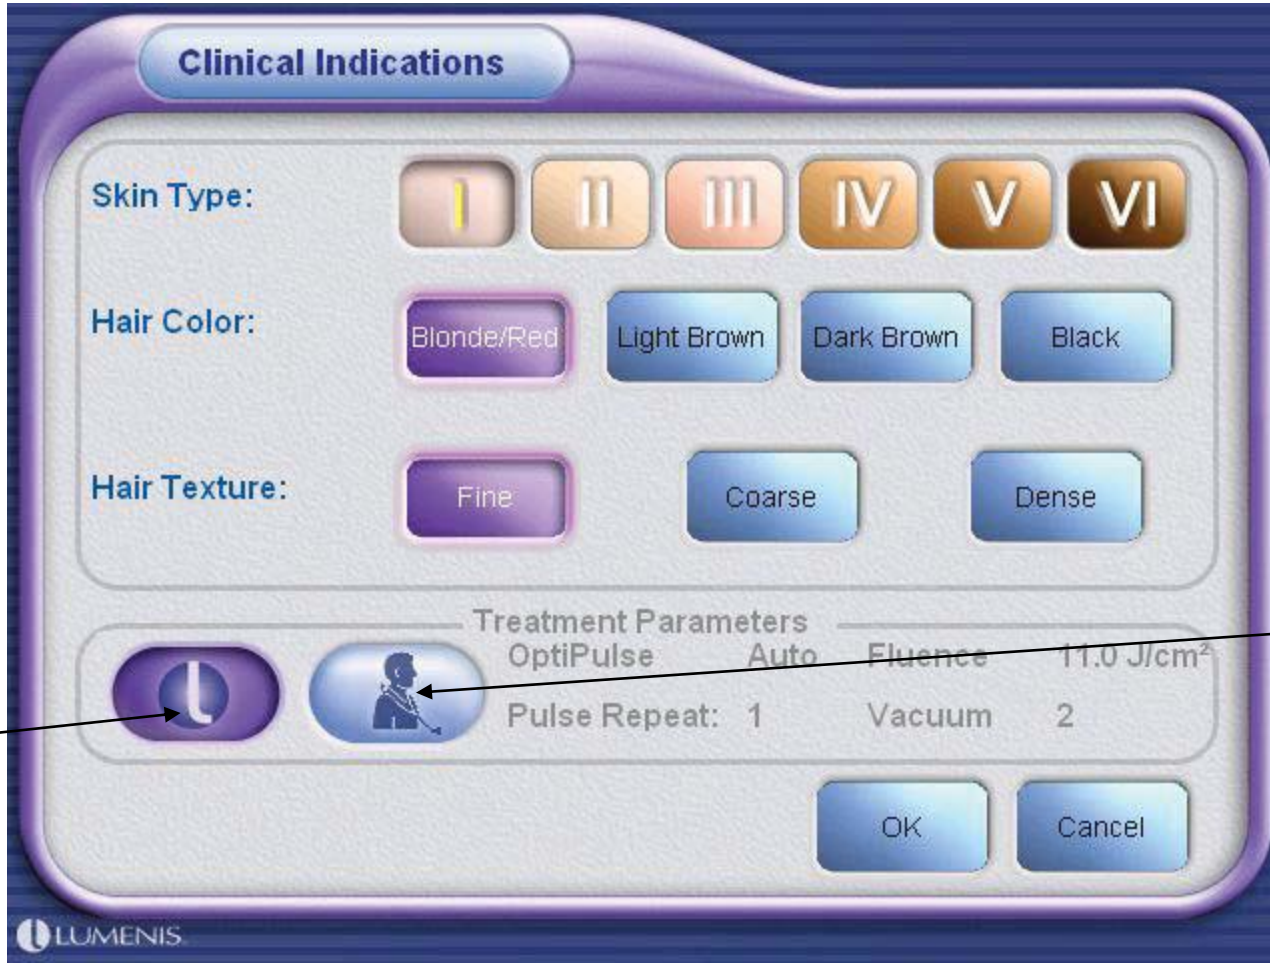 Clinical Indications
Skin Type: I II III IV V VI
Hair Color: Blonde/Red Light Brown Dark Brown Black
Hair Texture: Fine Coarse Dense
Treatment Parameters
OptiPulse Auto Fluence 11.0 J/cm²
Pulse Repeat: 1 Vacuum 2
OK Cancel
LUMENIS